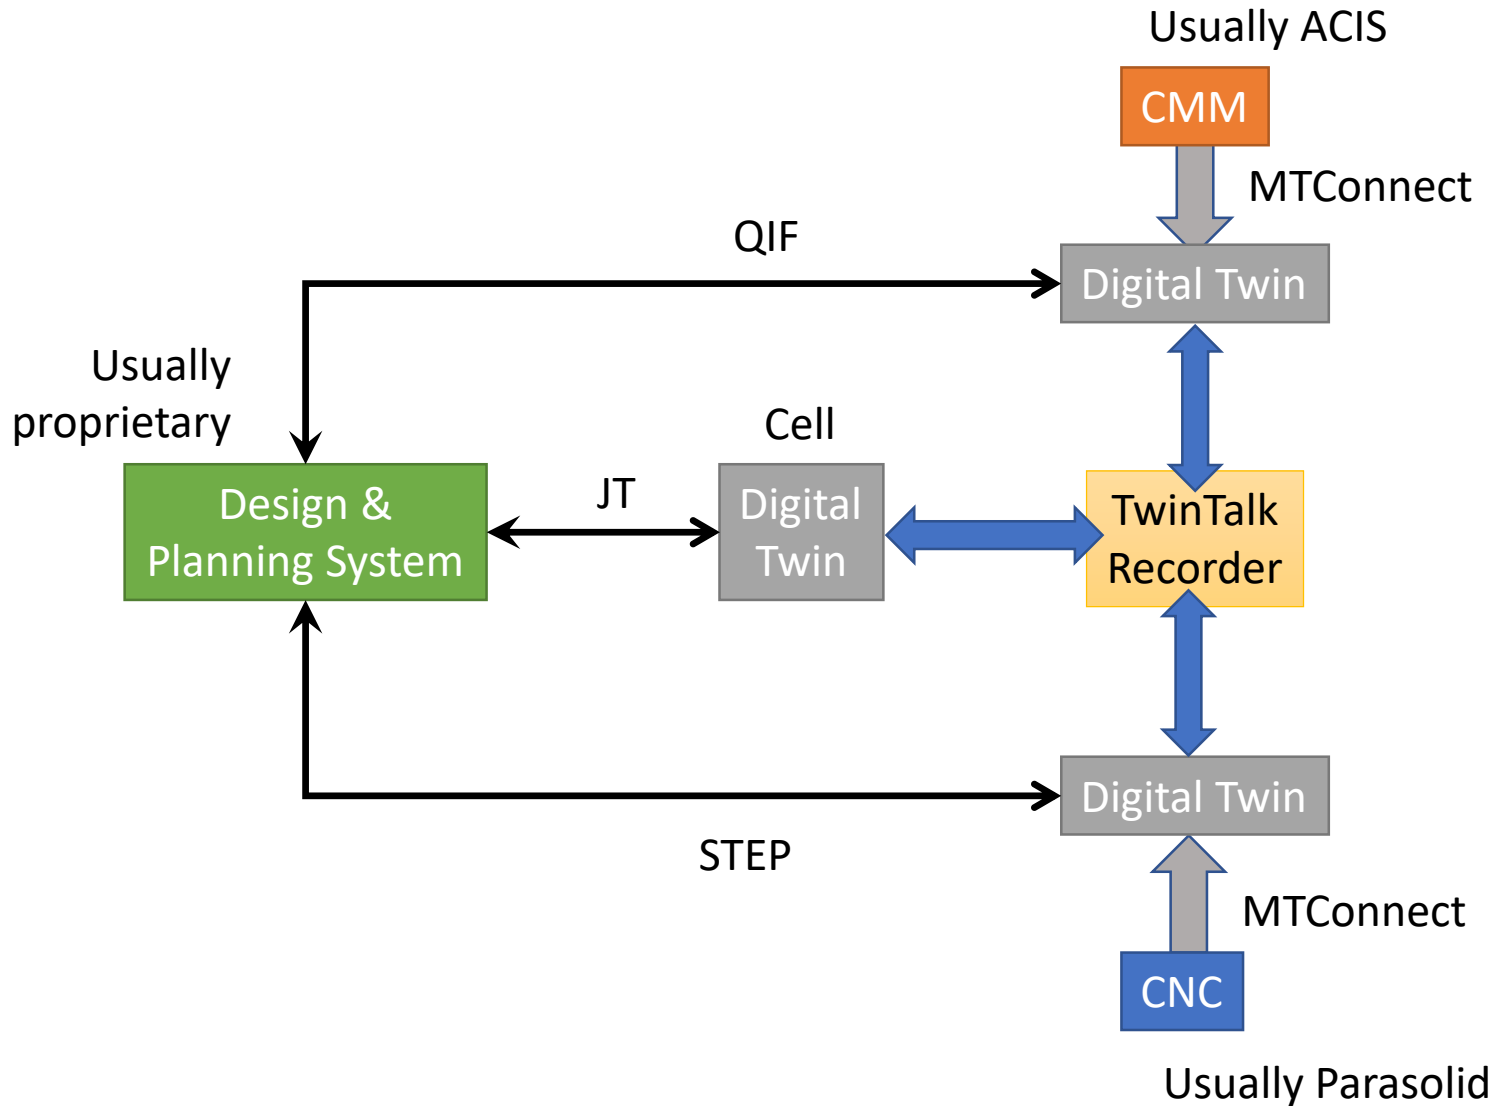 Usually ACIS
CMM
MTConnect
QIF
Digital Twin
Usually
proprietary
Cell
Design &
Planning System
JT
Digital
Twin
TwinTalk
Recorder
Digital Twin
STEP
MTConnect
CNC
Usually Parasolid